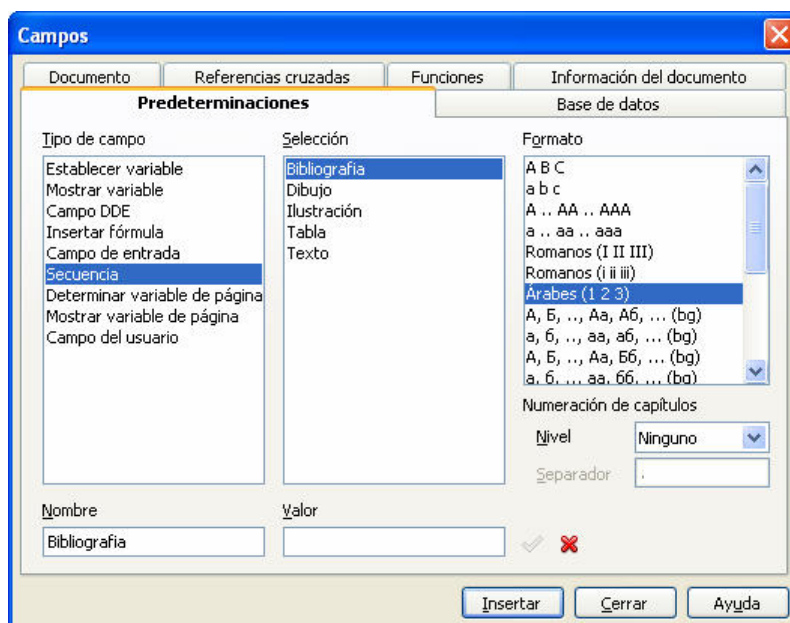 Campos
Documento
Referencias cruzadas
Funciones
Información del documento
Predeterminaciones
Base de datos
Tipo de campo
Establecer variable
Mostrar variable
Campo DDE
Insertar fórmula
Campo de entrada
Secuencia
Determinar variable de página
Mostrar variable de página
Campo del usuario
Selección
Bibliografia
Dibujo
Ilustración
Tabla
Texto
Formato
A B C
a b c
A .. AA .. AAA
a .. aa .. aaa
Romanos (I II III)
Romanos (i ii iii)
Árabes (1 2 3)
А, Б, .., Аа, Аб, ... (bg)
а, б, .., аа, аб, ... (bg)
А, Б, .., Аа, Бб, ... (bg)
а, б, .., аа, бб, ... (bg)
Numeración de capítulos
Nivel
Ninguno
Separador
.
Nombre
Bibliografia
Valor
Insertar
Cerrar
Ayuda